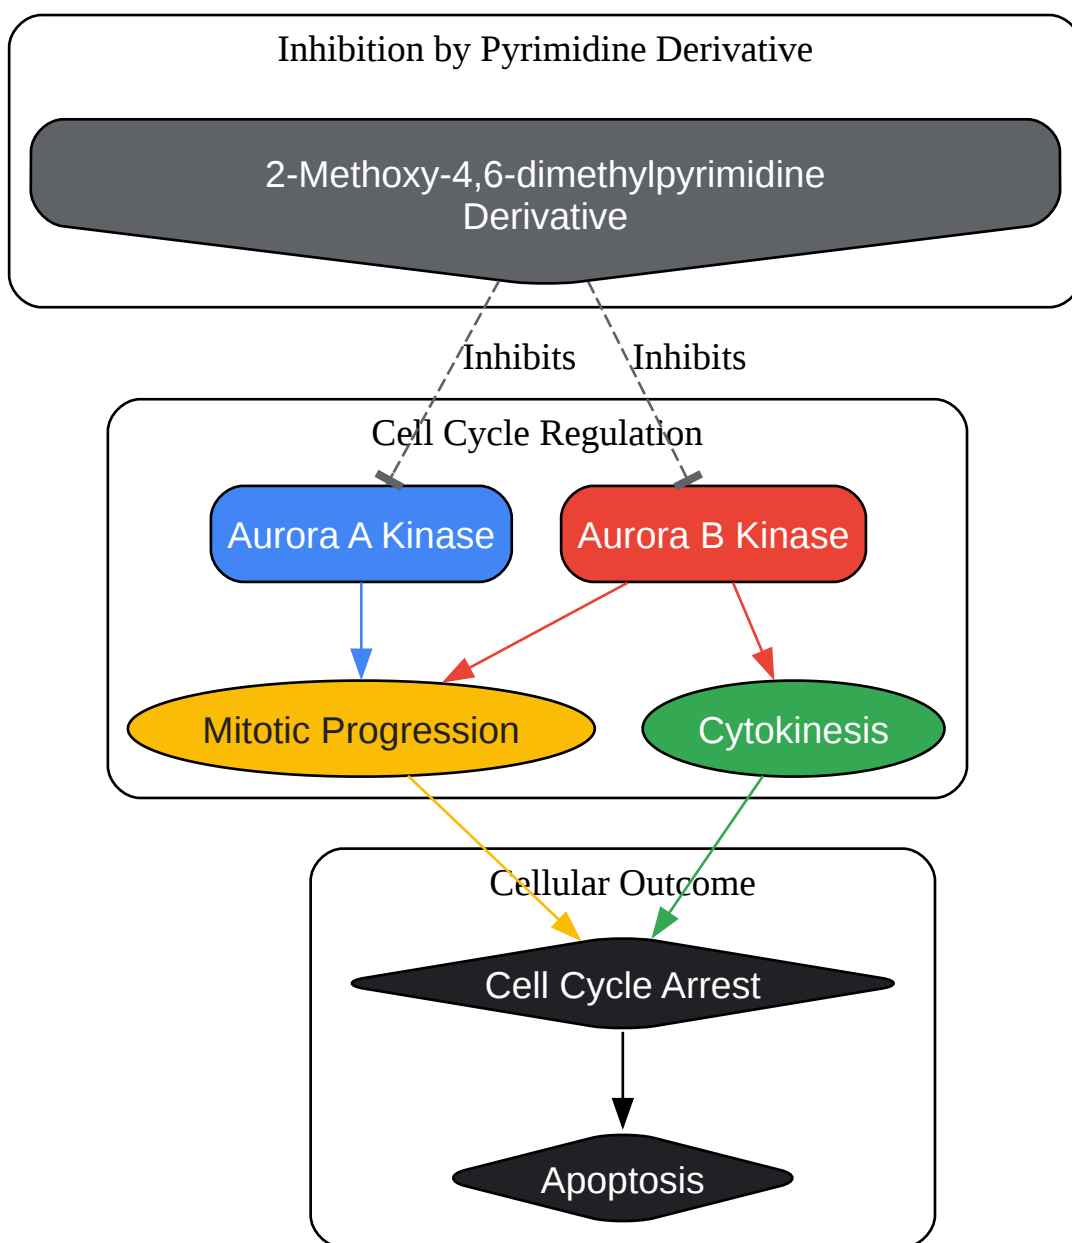 Inhibition by Pyrimidine Derivative
2-Methoxy-4,6-dimethylpyrimidine
Derivative
Inhibits
Inhibits
Cell Cycle Regulation
Aurora A Kinase
Aurora B Kinase
Mitotic Progression
Cytokinesis
Cellular Outcome
Cell Cycle Arrest
Apoptosis